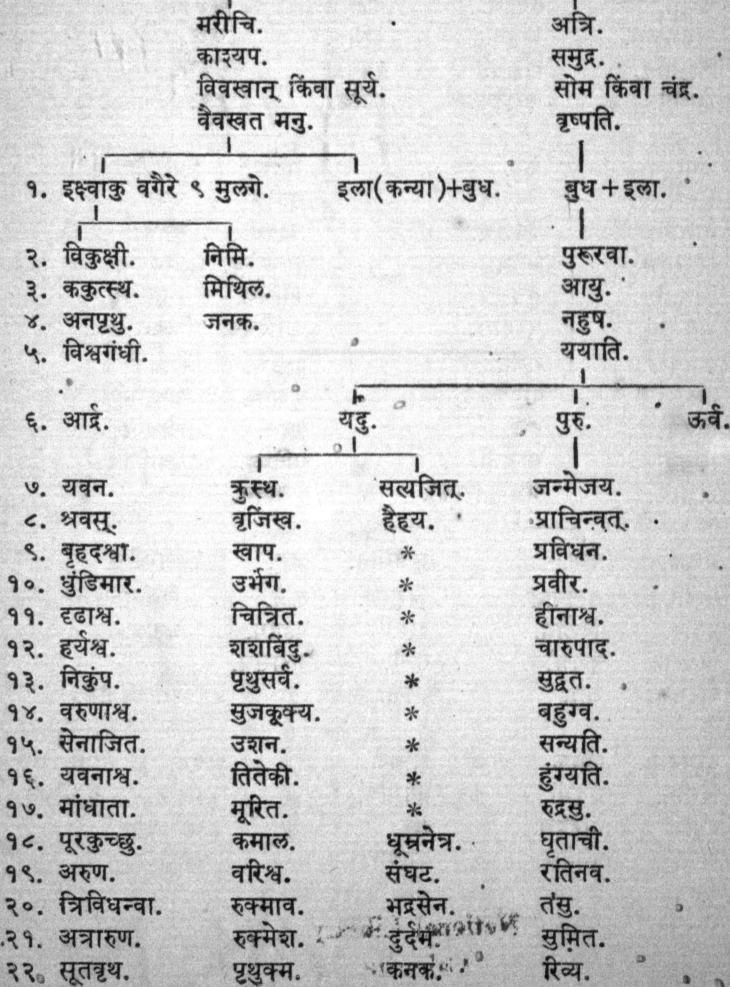 मरीचि. अत्रि.
काश्यप. समुद्र.
विवस्वान् किंवा सूर्य. सोम किंवा चंद्र.
वैवस्वत मनु. वृष्पति.
१. इक्ष्वाकु वगैरे ९ मुलगे. इला(कन्या)+बुध. बुध + इला.
२. विकुक्षी. निमि. पुरूरवा.
३. ककुत्स्थ. मिथिल. आयु.
४. अनपृथु. जनक. नहुष.
५. विश्वगंधी. ययाति.
६. आर्द्र. यदु. पुरु. ऊर्व.
७. यवन. क्रुस्थ. सत्यजित्. जन्मेजय.
८. श्रवस्. वृजिस्व. हैहय. प्राचिन्वत्.
९. बृहदश्वा. स्वाप. * प्रविधन.
१०. धुंडिमार. उर्भेग. * प्रवीर.
११. दृढाश्व. चित्रित. * हीनाश्व.
१२. हर्यश्व. शशबिंदु. * चारुपाद.
१३. निकुंप. पृथुसर्व. * सुद्वत.
१४. वरुणाश्व. सुजकूक्य. * वहुग्व.
१५. सेनाजित. उशन. * सन्यति.
१६. यवनाश्व. तितेकी. * हुंग्यति.
१७. मांधाता. मूरित. * रुद्रसु.
१८. पूरकुच्छु. कमाल. धूम्रनेत्र. घृताची.
१९. अरुण. वरिश्व. संघट. रतिनव.
२०. त्रिविधन्वा. रुक्माव. भद्रसेन. तंसु.
२१. अत्रारुण. रुक्मेश. दुर्दम. सुमित.
२२. सूतवृथ. पृथुक्म. कनक. रिव्य.